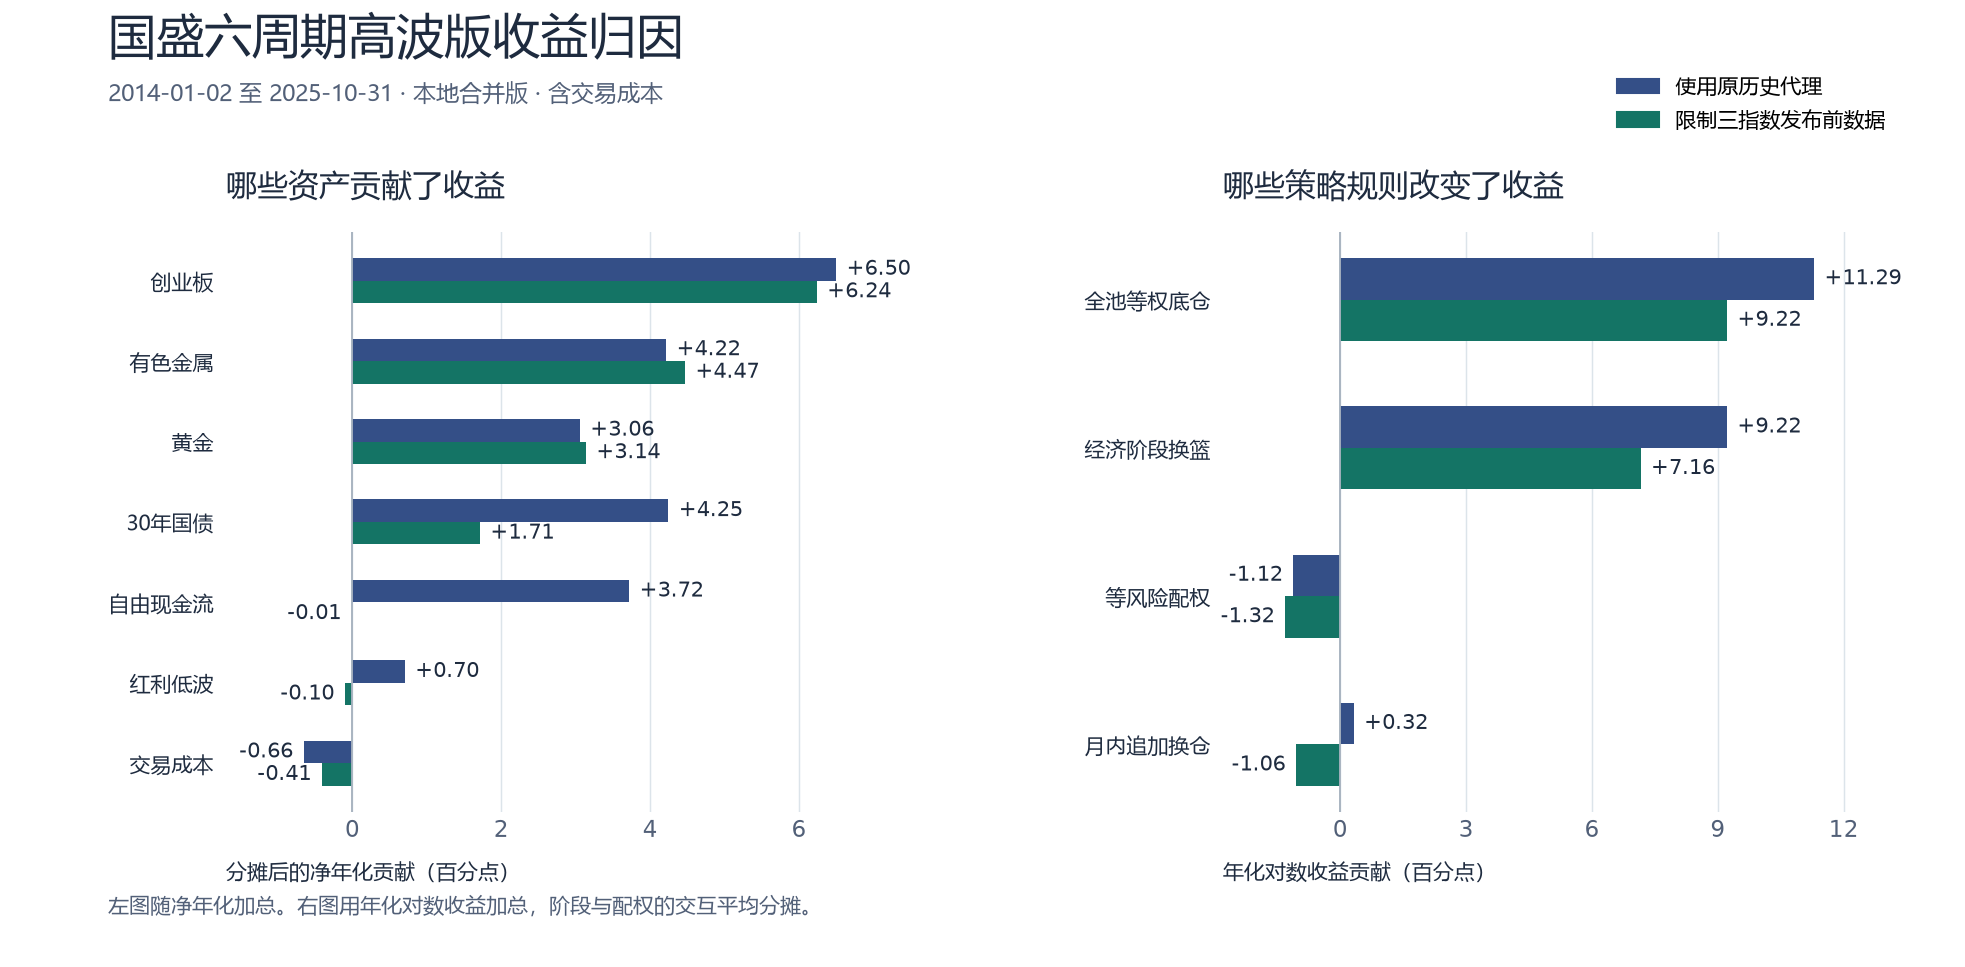 国盛六周期高波版收益归因
2014-01-02 至 2025-10-31 · 本地合并版 · 含交易成本
使用原历史代理
限制三指数发布前数据
哪些资产贡献了收益
创业板
+6.50
+6.24
有色金属
+4.22
+4.47
黄金
+3.06
+3.14
30年国债
+4.25
+1.71
自由现金流
+3.72
-0.01
红利低波
+0.70
-0.10
交易成本
-0.66
-0.41
0 2 4 6
分摊后的净年化贡献（百分点）
哪些策略规则改变了收益
全池等权底仓
+11.29
+9.22
经济阶段换篮
+9.22
+7.16
等风险配权
-1.12
-1.32
月内追加换仓
+0.32
-1.06
0 3 6 9 12
年化对数收益贡献（百分点）
左图随净年化加总。右图用年化对数收益加总，阶段与配权的交互平均分摊。